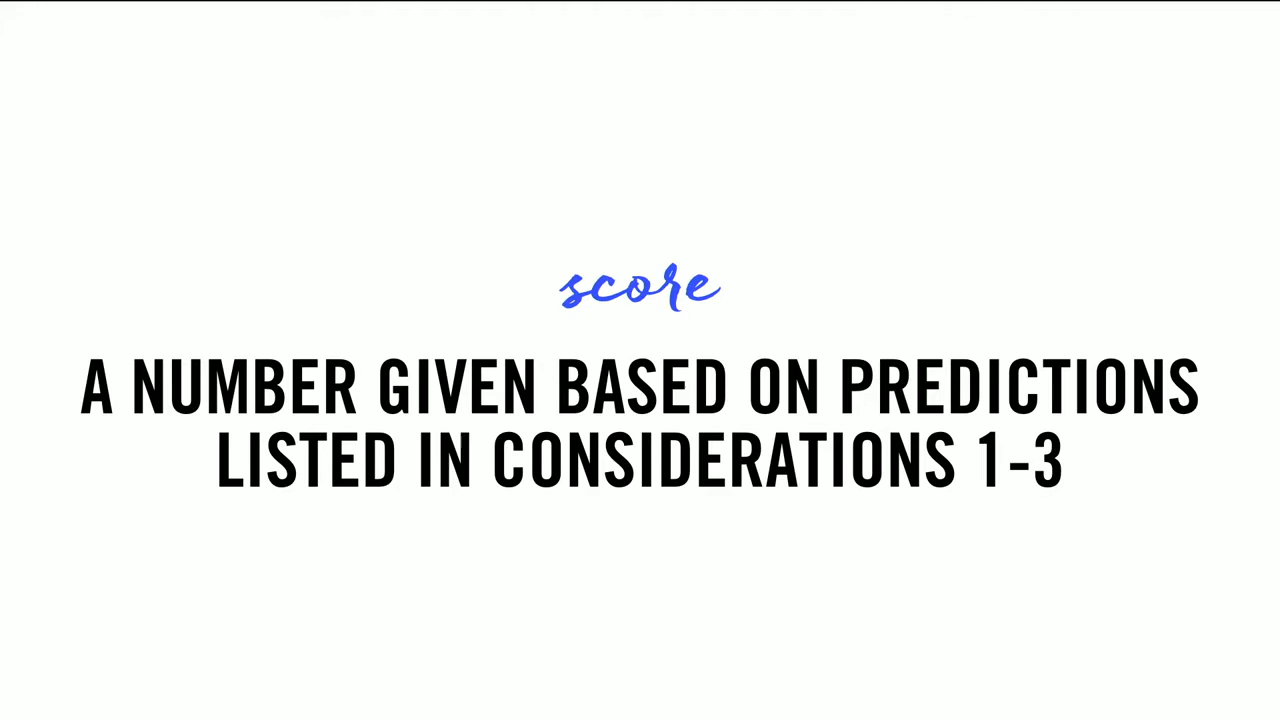 score
A NUMBER GIVEN BASED ON PREDICTIONS
LISTED IN CONSIDERATIONS 1-3